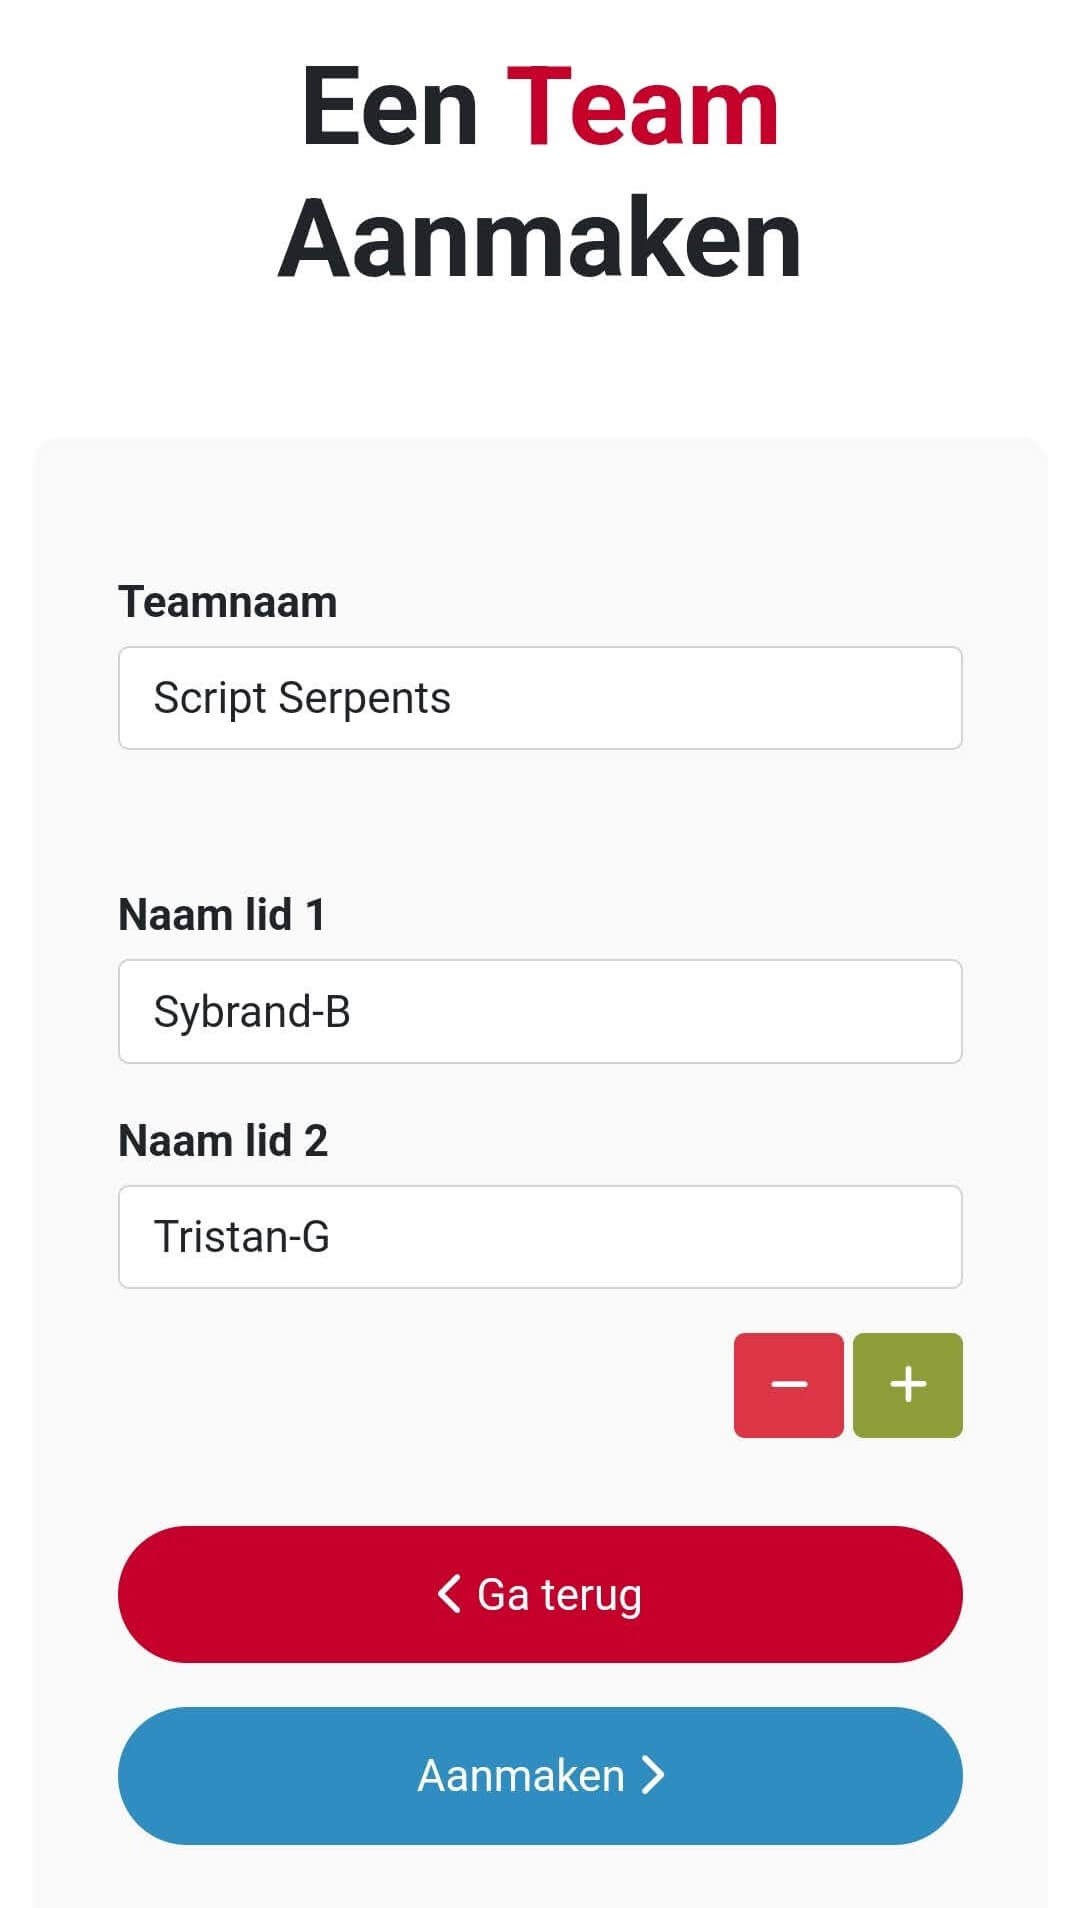 Een Team
Aanmaken
Teamnaam
Script Serpents
Naam lid 1
Sybrand-B
Naam lid 2
Tristan-G
Ga terug
Aanmaken